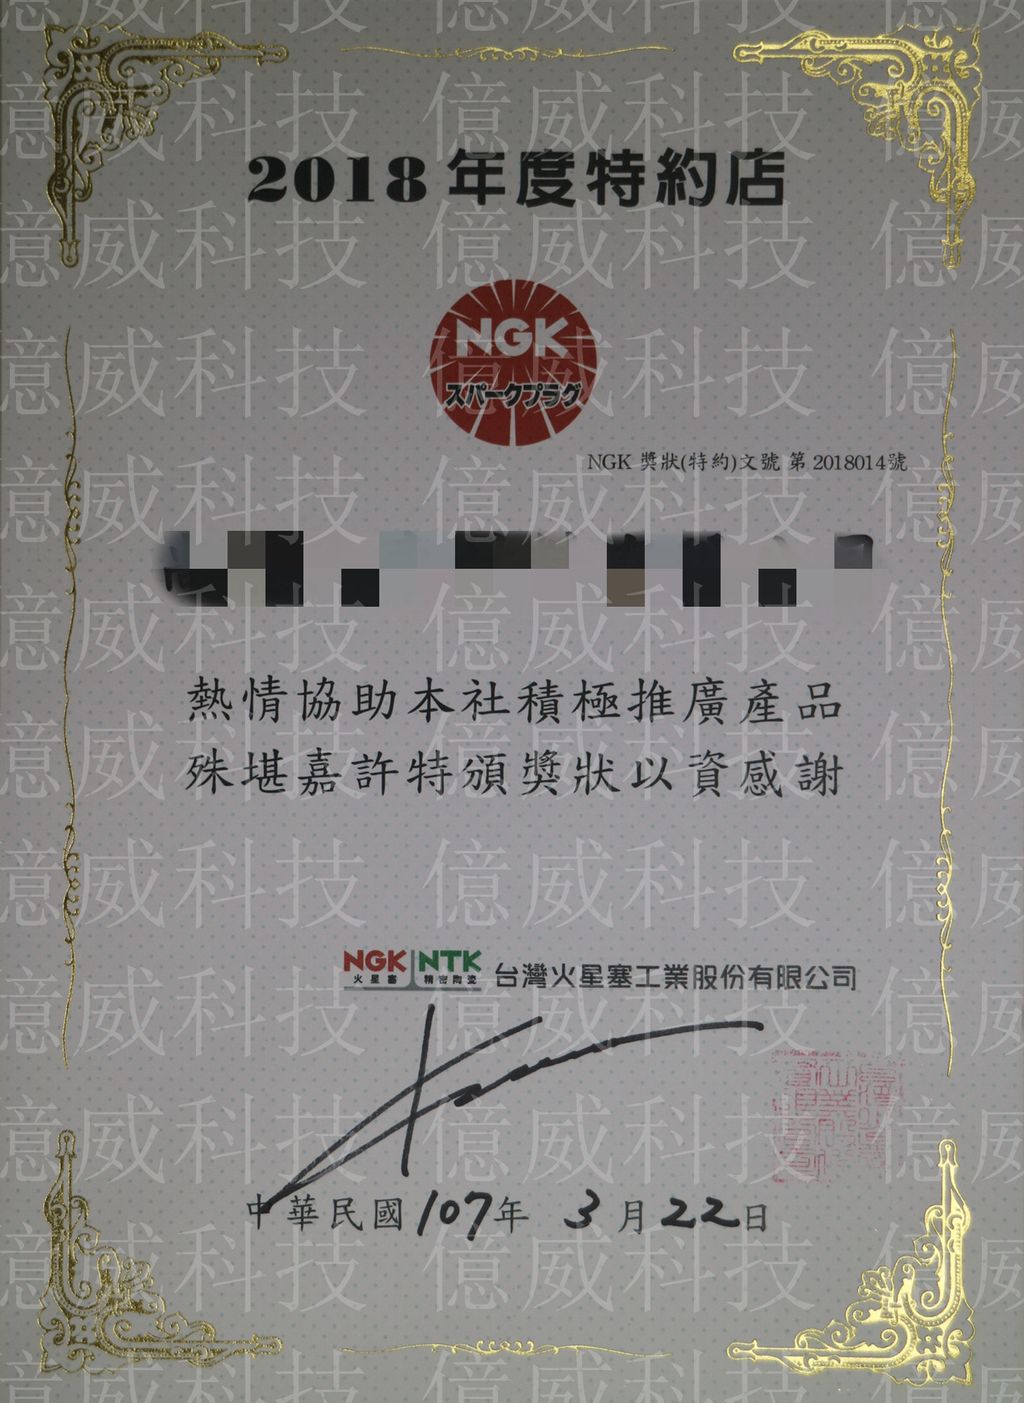 2018年度特約店
NGK
スパークプラグ
NGK 獎狀(特約)文號 第 2018014號
熱情協助本社積極推廣產品
殊堪嘉許特頒獎狀以資感謝
NGK NTK 台灣火星塞工業股份有限公司
火星塞 精密陶瓷
中華民國107年 3月22日
億威科技